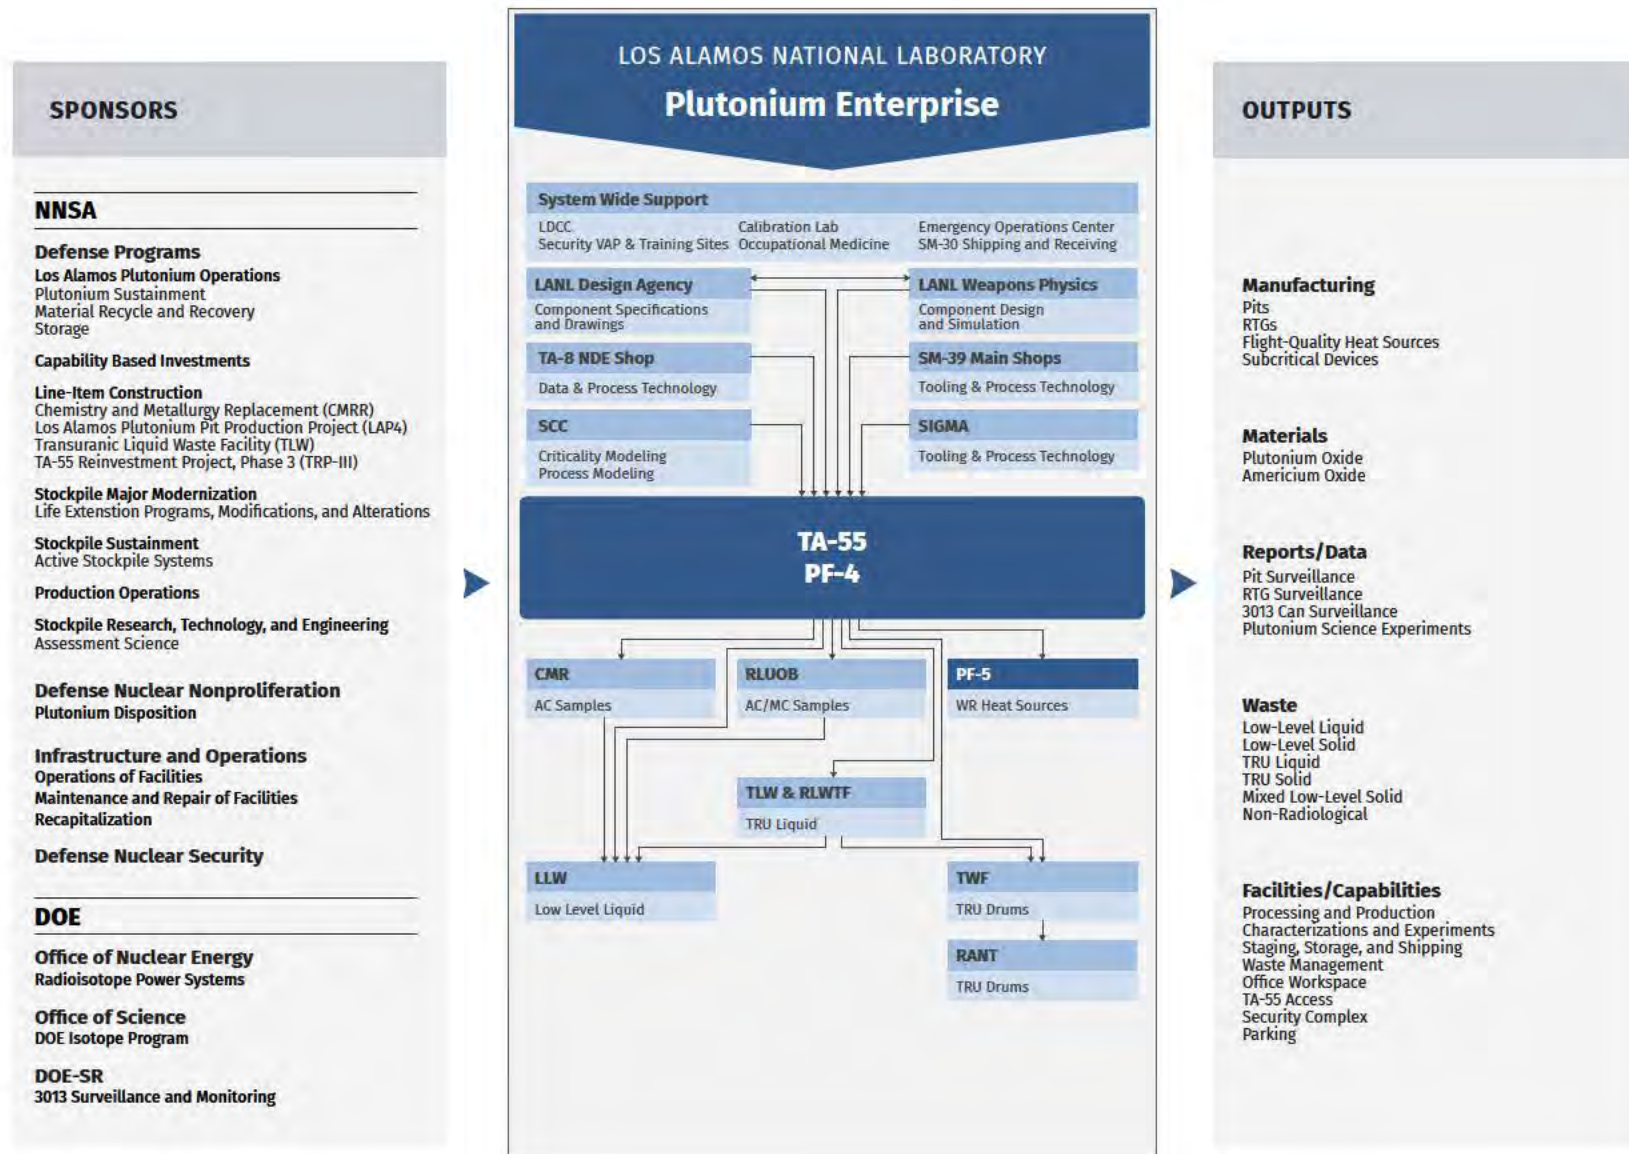 SPONSORS
NNSA
Defense Programs
Los Alamos Plutonium Operations
Plutonium Sustainment
Material Recycle and Recovery
Storage
Capability Based Investments
Line-Item Construction
Chemistry and Metallurgy Replacement (CMRR)
Los Alamos Plutonium Pit Production Project (LAP4)
Transuranic Liquid Waste Facility (TLW)
TA-55 Reinvestment Project, Phase 3 (TRP-III)
Stockpile Major Modernization
Life Extenstion Programs, Modifications, and Alterations
Stockpile Sustainment
Active Stockpile Systems
Production Operations
Stockpile Research, Technology, and Engineering
Assessment Science
Defense Nuclear Nonproliferation
Plutonium Disposition
Infrastructure and Operations
Operations of Facilities
Maintenance and Repair of Facilities
Recapitalization
Defense Nuclear Security
DOE
Office of Nuclear Energy
Radioisotope Power Systems
Office of Science
DOE Isotope Program
DOE-SR
3013 Surveillance and Monitoring
LOS ALAMOS NATIONAL LABORATORY
Plutonium Enterprise
System Wide Support
LDCC
Security VAP & Training Sites
Calibration Lab
Occupational Medicine
Emergency Operations Center
SM-30 Shipping and Receiving
LANL Design Agency
Component Specifications
and Drawings
LANL Weapons Physics
Component Design
and Simulation
TA-8 NDE Shop
Data & Process Technology
SM-39 Main Shops
Tooling & Process Technology
SCC
Criticality Modeling
Process Modeling
SIGMA
Tooling & Process Technology
TA-55
PF-4
CMR
AC Samples
RLUOB
AC/MC Samples
PF-5
WR Heat Sources
TLW & RLWTF
TRU Liquid
LLW
Low Level Liquid
TWF
TRU Drums
RANT
TRU Drums
OUTPUTS
Manufacturing
Pits
RTGs
Flight-Quality Heat Sources
Subcritical Devices
Materials
Plutonium Oxide
Americium Oxide
Reports/Data
Pit Surveillance
RTG Surveillance
3013 Can Surveillance
Plutonium Science Experiments
Waste
Low-Level Liquid
Low-Level Solid
TRU Liquid
TRU Solid
Mixed Low-Level Solid
Non-Radiological
Facilities/Capabilities
Processing and Production
Characterizations and Experiments
Staging, Storage, and Shipping
Waste Management
Office Workspace
TA-55 Access
Security Complex
Parking